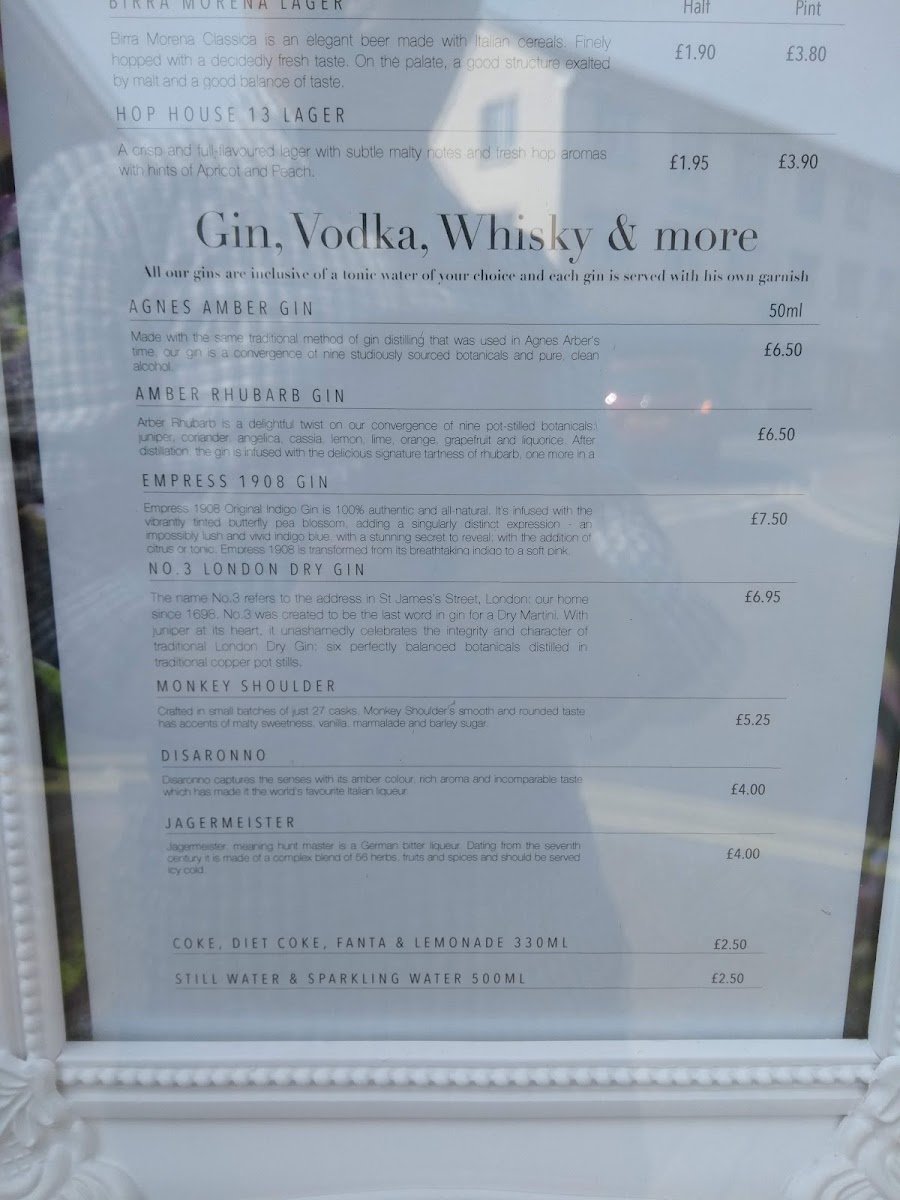 BIRRA MORENA LAGER Half Pint
Birra Morena Classica is an elegant beer made with Italian cereals. Finely £1.90 £3.80
hopped with a decidedly fresh taste. On the palate, a good structure exalted
by malt and a good balance of taste.
HOP HOUSE 13 LAGER
A crisp and full-flavoured lager with subtle malty notes and fresh hop aromas £1.95 £3.90
with hints of Apricot and Peach.
Gin, Vodka, Whisky & more
All our gins are inclusive of a tonic water of your choice and each gin is served with his own garnish
AGNES AMBER GIN 50ml
Made with the same traditional method of gin distilling that was used in Agnes Arber's £6.50
time, our gin is a convergence of nine studiously sourced botanicals and pure, clean
alcohol.
AMBER RHUBARB GIN
Arber Rhubarb is a delightful twist on our convergence of nine pot-stilled botanicals: £6.50
juniper, coriander, angelica, cassia, lemon, lime, orange, grapefruit and liquorice. After
distillation, the gin is infused with the delicious signature tartness of rhubarb, one more in a
EMPRESS 1908 GIN
Empress 1908 Original Indigo Gin is 100% authentic and all-natural. It's infused with the £7.50
vibrantly tinted butterfly pea blossom, adding a singularly distinct expression - an
impossibly lush and vivid indigo blue, with a stunning secret to reveal: with the addition of
citrus or tonic, Empress 1908 is transformed from its breathtaking indigo to a soft pink.
NO.3 LONDON DRY GIN
The name No.3 refers to the address in St James's Street, London: our home £6.95
since 1698. No.3 was created to be the last word in gin for a Dry Martini. With
juniper at its heart, it unashamedly celebrates the integrity and character of
traditional London Dry Gin: six perfectly balanced botanicals distilled in
traditional copper pot stills.
MONKEY SHOULDER
Crafted in small batches of just 27 casks, Monkey Shoulder's smooth and rounded taste £5.25
has accents of malty sweetness, vanilla, marmalade and barley sugar.
DISARONNO
Disaronno captures the senses with its amber colour, rich aroma and incomparable taste £4.00
which has made it the world's favourite Italian liqueur.
JAGERMEISTER
Jagermeister, meaning hunt master is a German bitter liqueur. Dating from the seventh £4.00
century it is made of a complex blend of 56 herbs, fruits and spices and should be served
icy cold.
COKE, DIET COKE, FANTA & LEMONADE 330ML £2.50
STILL WATER & SPARKLING WATER 500ML £2.50